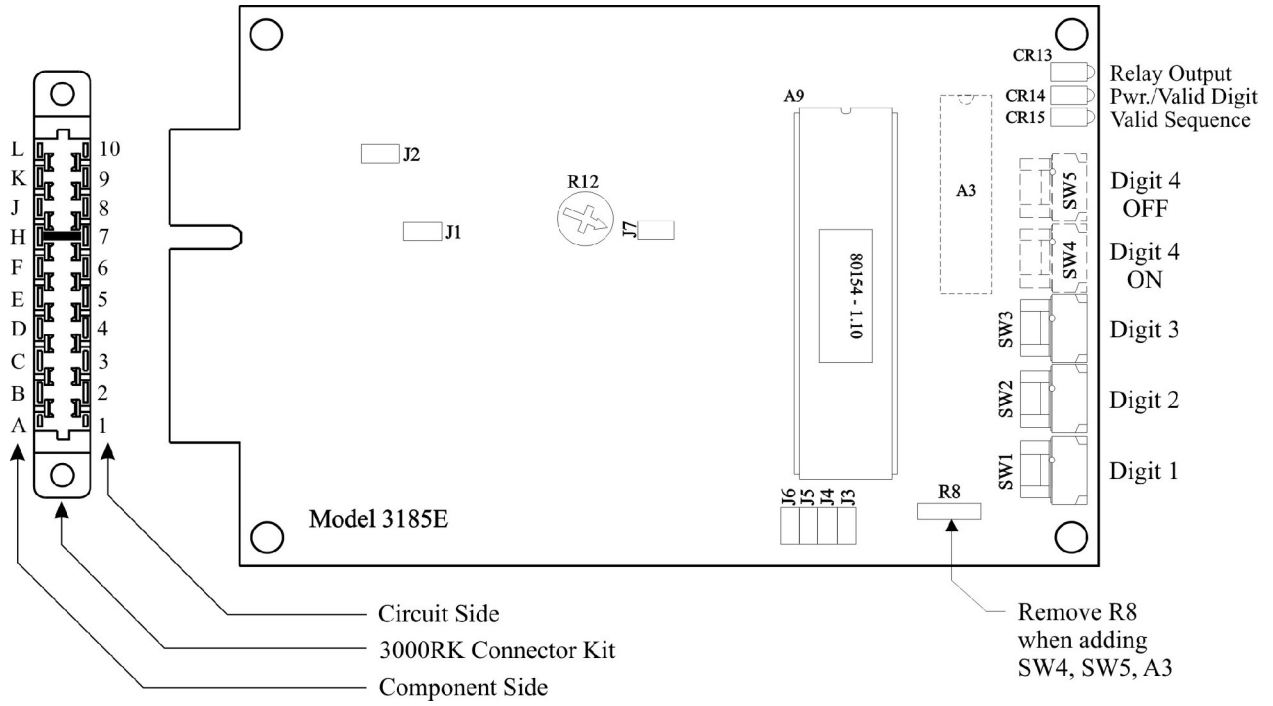 L 10
K 9
J 8
H 7
F 6
E 5
D 4
C 3
B 2
A 1
J2
J1
R12
J7
A9
80154 - 1.10
A3
CR13
CR14
CR15
Relay Output
Pwr./Valid Digit
Valid Sequence
SW5
Digit 4
OFF
SW4
Digit 4
ON
SW3
Digit 3
SW2
Digit 2
SW1
Digit 1
J6
J5
J4
J3
R8
Model 3185E
Circuit Side
3000RK Connector Kit
Component Side
Remove R8
when adding
SW4, SW5, A3